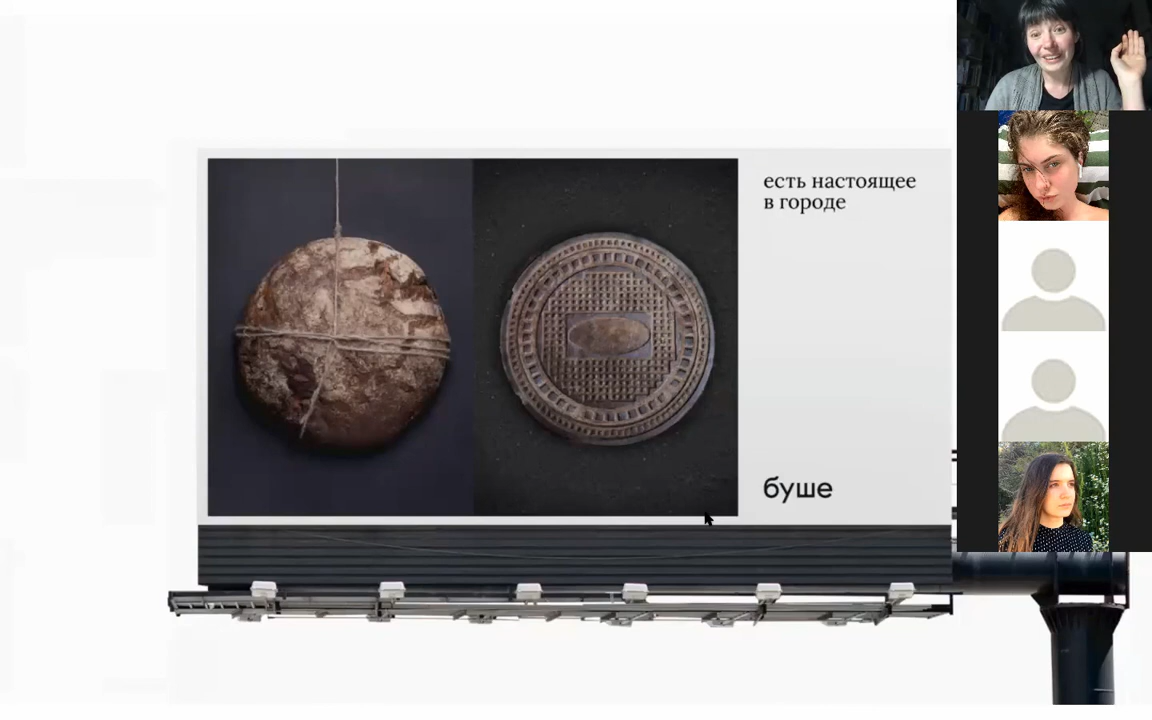 есть настоящее
в городе
буше